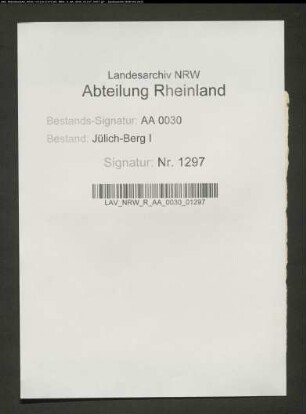 Landesarchiv NRW
Abteilung Rheinland
Bestands-Signatur: AA 0030
Bestand: Jülich-Berg I
Signatur: Nr. 1297
LAV_NRW_R_AA_0030_01297